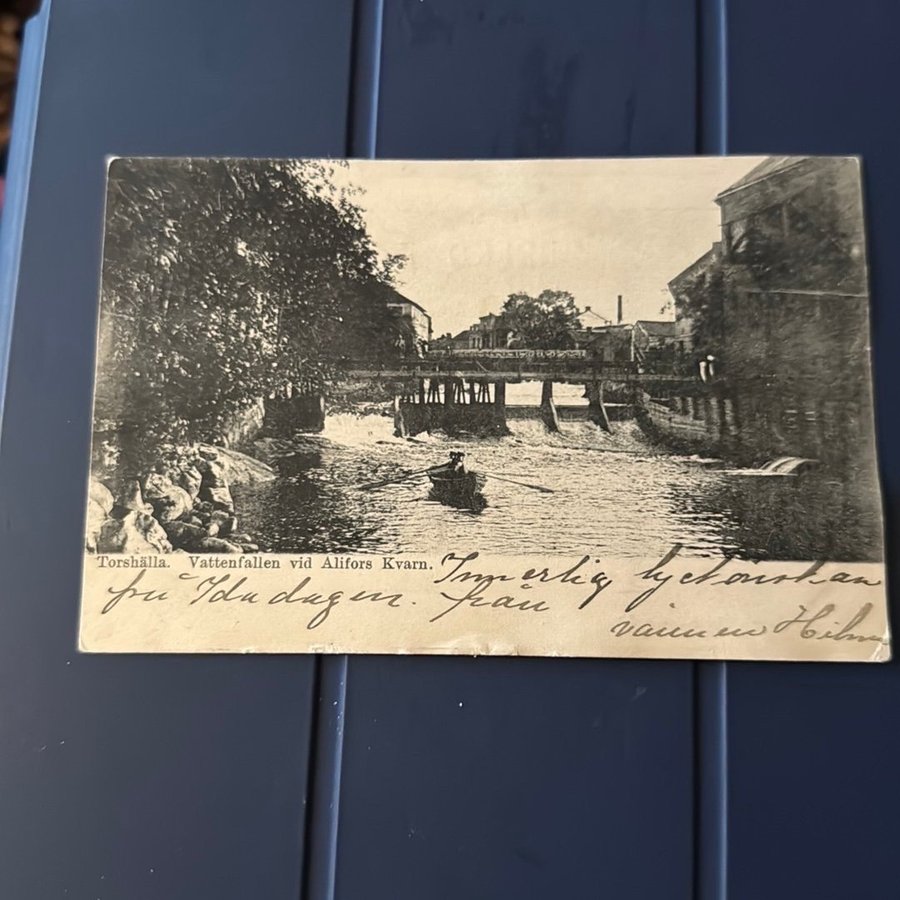 Torshälla. Vattenfallen vid Alifors Kvarn.
Innerlig lyckönskan
på Idadagen. från
vännen Hilma